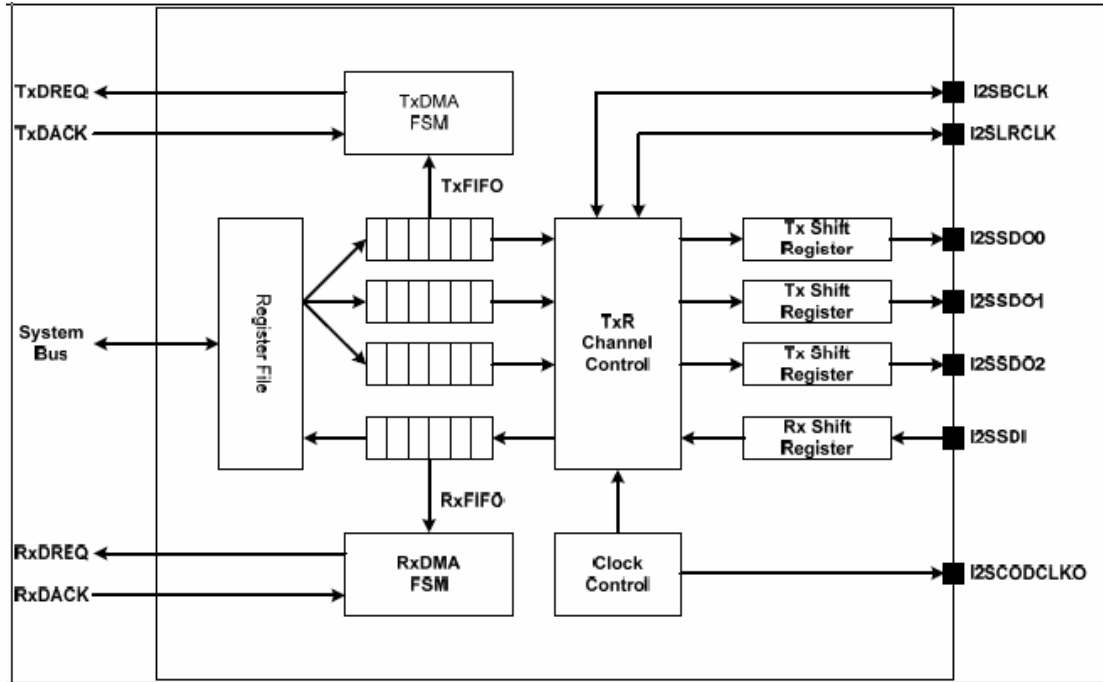 TxDREQ
TxDACK
TxDMA
FSM
TxFIFO
I2SBCLK
I2SLRCLK
System
Bus
Register File
TxR
Channel
Control
Tx Shift
Register
I2SSDO0
Tx Shift
Register
I2SSDO1
Tx Shift
Register
I2SSDO2
Rx Shift
Register
I2SSDI
RxFIFO
RxDREQ
RxDACK
RxDMA
FSM
Clock
Control
I2SCODCLKO